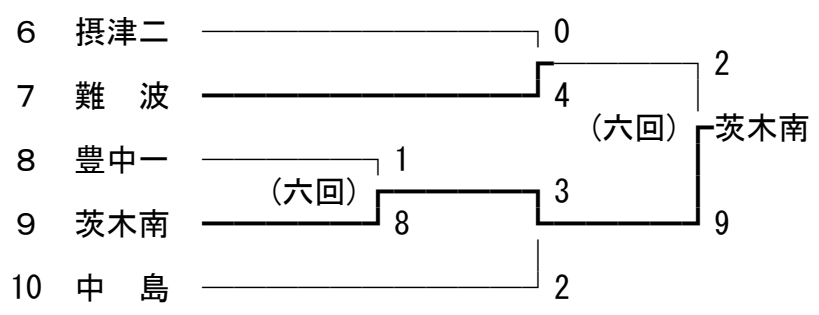 6 摂津二 0
2
7 難　波 4
(六回) 茨木南
8 豊中一 1
(六回) 3
9 茨木南 8 9
10 中　島 2